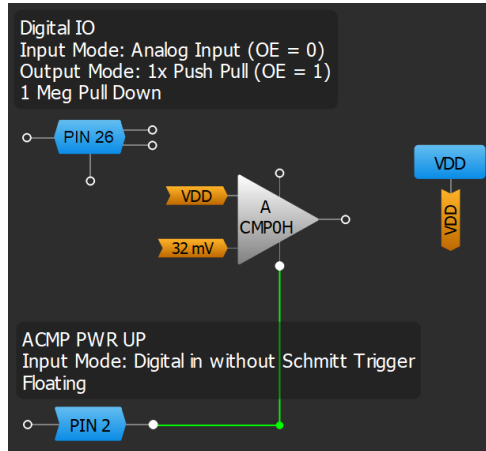 Digital IO
Input Mode: Analog Input (OE = 0)
Output Mode: 1x Push Pull (OE = 1)
1 Meg Pull Down
PIN 26
VDD
VDD
A
CMP0H
VDD
32 mV
ACMP PWR UP
Input Mode: Digital in without Schmitt Trigger
Floating
PIN 2